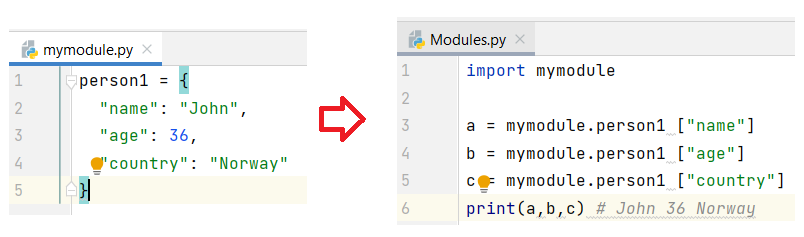 mymodule.py
1 person1 = {
2 "name": "John",
3 "age": 36,
4 "country": "Norway"
5 }
Modules.py
1 import mymodule
2
3 a = mymodule.person1 ["name"]
4 b = mymodule.person1 ["age"]
5 c = mymodule.person1 ["country"]
6 print(a,b,c) # John 36 Norway